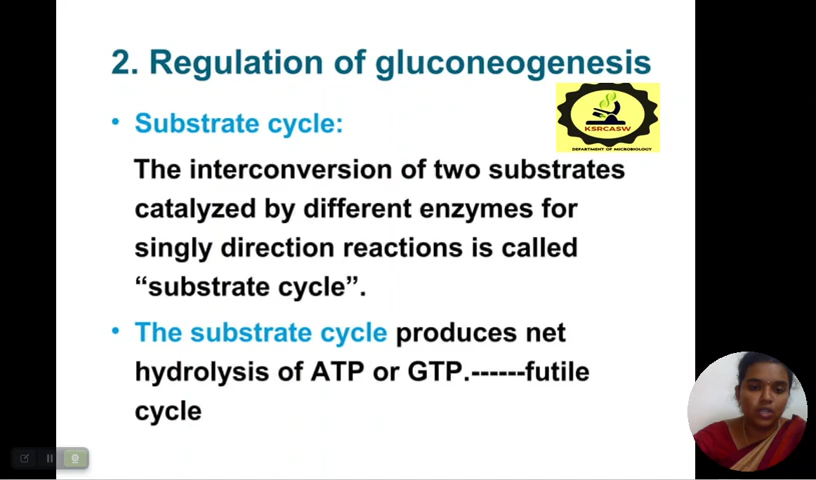 2. Regulation of gluconeogenesis
• Substrate cycle:
The interconversion of two substrates
catalyzed by different enzymes for
singly direction reactions is called
“substrate cycle”.
• The substrate cycle produces net
hydrolysis of ATP or GTP.------futile
cycle
KSRCASW
DEPARTMENT OF MICROBIOLOGY